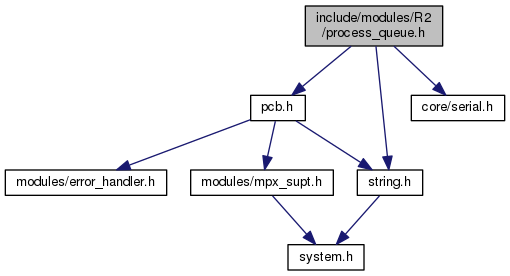 include/modules/R2
/process_queue.h
pcb.h
core/serial.h
modules/error_handler.h
modules/mpx_supt.h
string.h
system.h